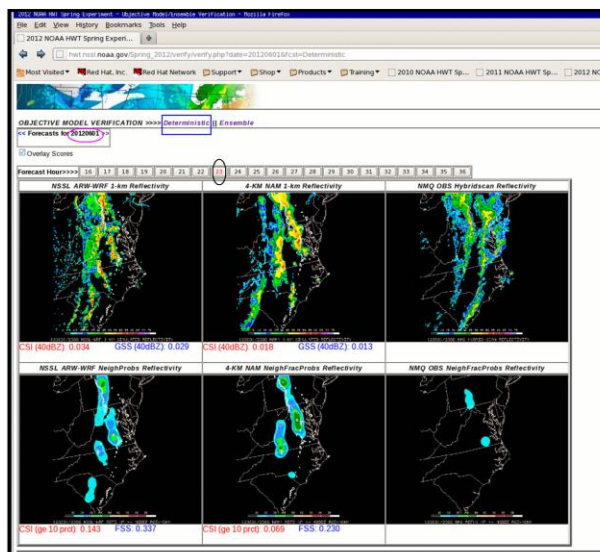 2012 NOAA HWT Spring Experiment - Objective Model/Ensemble Verification - Mozilla Firefox
File Edit View History Bookmarks Tools Help
2012 NOAA HWT Spring Experi...
hwt.nssl.noaa.gov/Spring_2012/verify/verify.php?date=20120601&fcst=Deterministic
Most Visited Red Hat, Inc. Red Hat Network Support Shop Products Training 2010 NOAA HWT Sp... 2011 NOAA HWT Sp... 2012 NO
OBJECTIVE MODEL VERIFICATION >>>> Deterministic || Ensemble
<< Forecasts for 20120601 >>
Overlay Scores
Forecast Hour>>>> 16 17 18 19 20 21 22 23 24 25 26 27 28 29 30 31 32 33 34 35 36
NSSL ARW-WRF 1-km Reflectivity 4-KM NAM 1-km Reflectivity NMQ OBS Hybridscan Reflectivity
CSI (40dBZ) 0.034 GSS (40dBZ): 0.029 CSI (40dBZ) 0.018 GSS (40dBZ): 0.013
NSSL ARW-WRF NeighProbs Reflectivity 4-KM NAM NeighFracProbs Reflectivity NMQ OBS NeighFracProbs Reflectivity
CSI (ge 10 prct): 0.143 FSS: 0.337 CSI (ge 10 prct): 0.069 FSS: 0.230